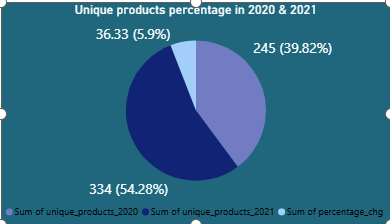 Unique products percentage in 2020 & 2021
36.33 (5.9%)
245 (39.82%)
334 (54.28%)
Sum of unique_products_2020 Sum of unique_products_2021 Sum of percentage_chg